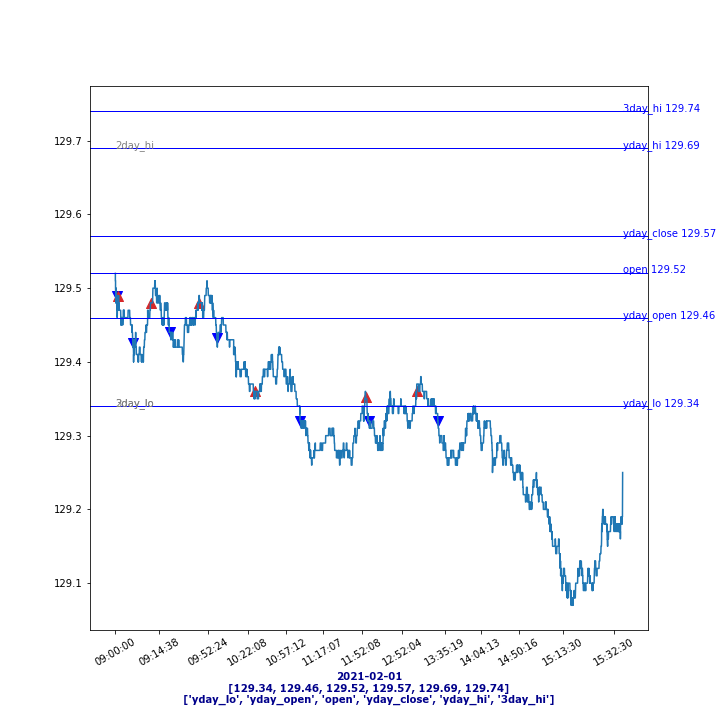 3day_hi 129.74
129.7
2day_hi
yday_hi 129.69
129.6
yday_close 129.57
open 129.52
129.5
yday_open 129.46
129.4
3day_lo
yday_lo 129.34
129.3
129.2
129.1
09:00:00 09:14:38 09:52:24 10:22:08 10:57:12 11:17:07 11:52:08 12:52:04 13:35:19 14:04:13 14:50:16 15:13:30 15:32:30
2021-02-01
[129.34, 129.46, 129.52, 129.57, 129.69, 129.74]
['yday_lo', 'yday_open', 'open', 'yday_close', 'yday_hi', '3day_hi']